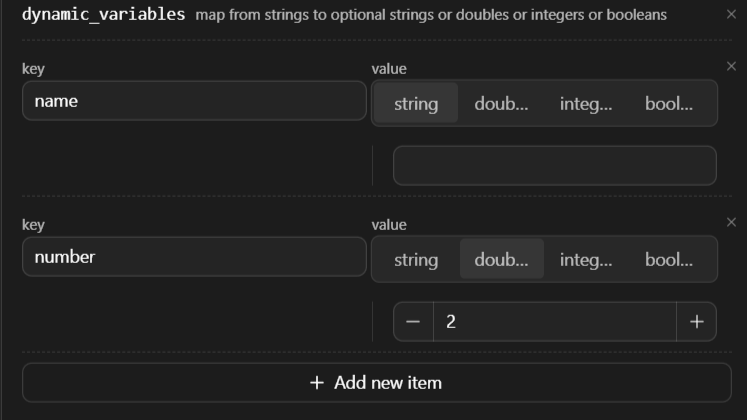 dynamic_variables map from strings to optional strings or doubles or integers or booleans
key value
name string doub... integ... bool...
key value
number string doub... integ... bool...
2
Add new item